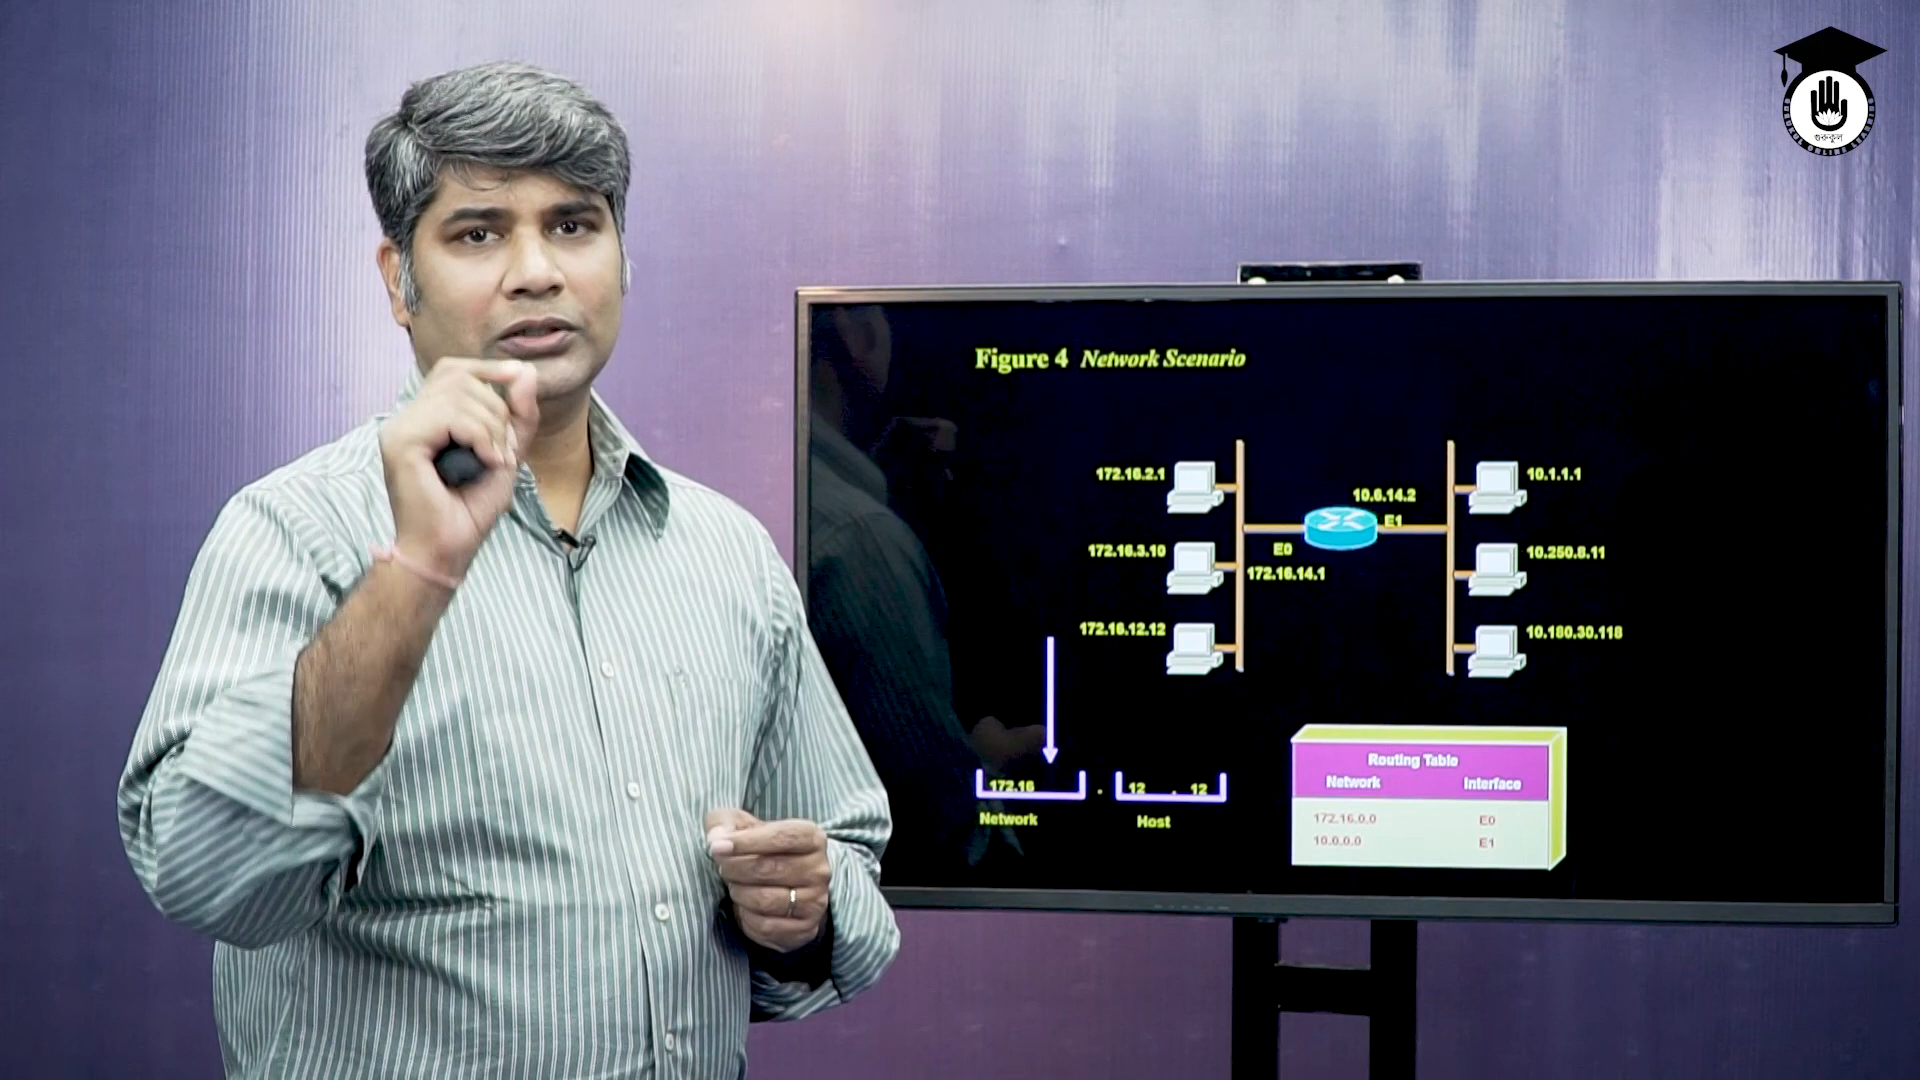 গুরুকুল
GURUKUL ONLINE LEARNING
Figure 4 Network Scenario
172.16.2.1
10.1.1.1
10.6.14.2
E1
172.16.3.10
E0
10.250.8.11
172.16.14.1
172.16.12.12
10.180.30.118
Routing Table
Network Interface
172.16 . 12 . 12
Network Host
172.16.0.0 E0
10.0.0.0 E1